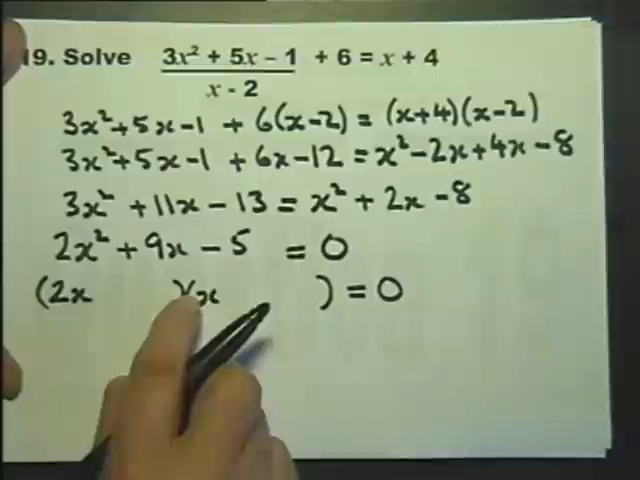 19. Solve (3x² + 5x − 1)/(x - 2) + 6 = x + 4
3x²+5x−1 + 6(x−2) = (x+4)(x−2)
3x²+5x−1 + 6x−12 = x²−2x+4x−8
3x² + 11x − 13 = x² + 2x − 8
2x² + 9x − 5 = 0
(2x )(x ) = 0